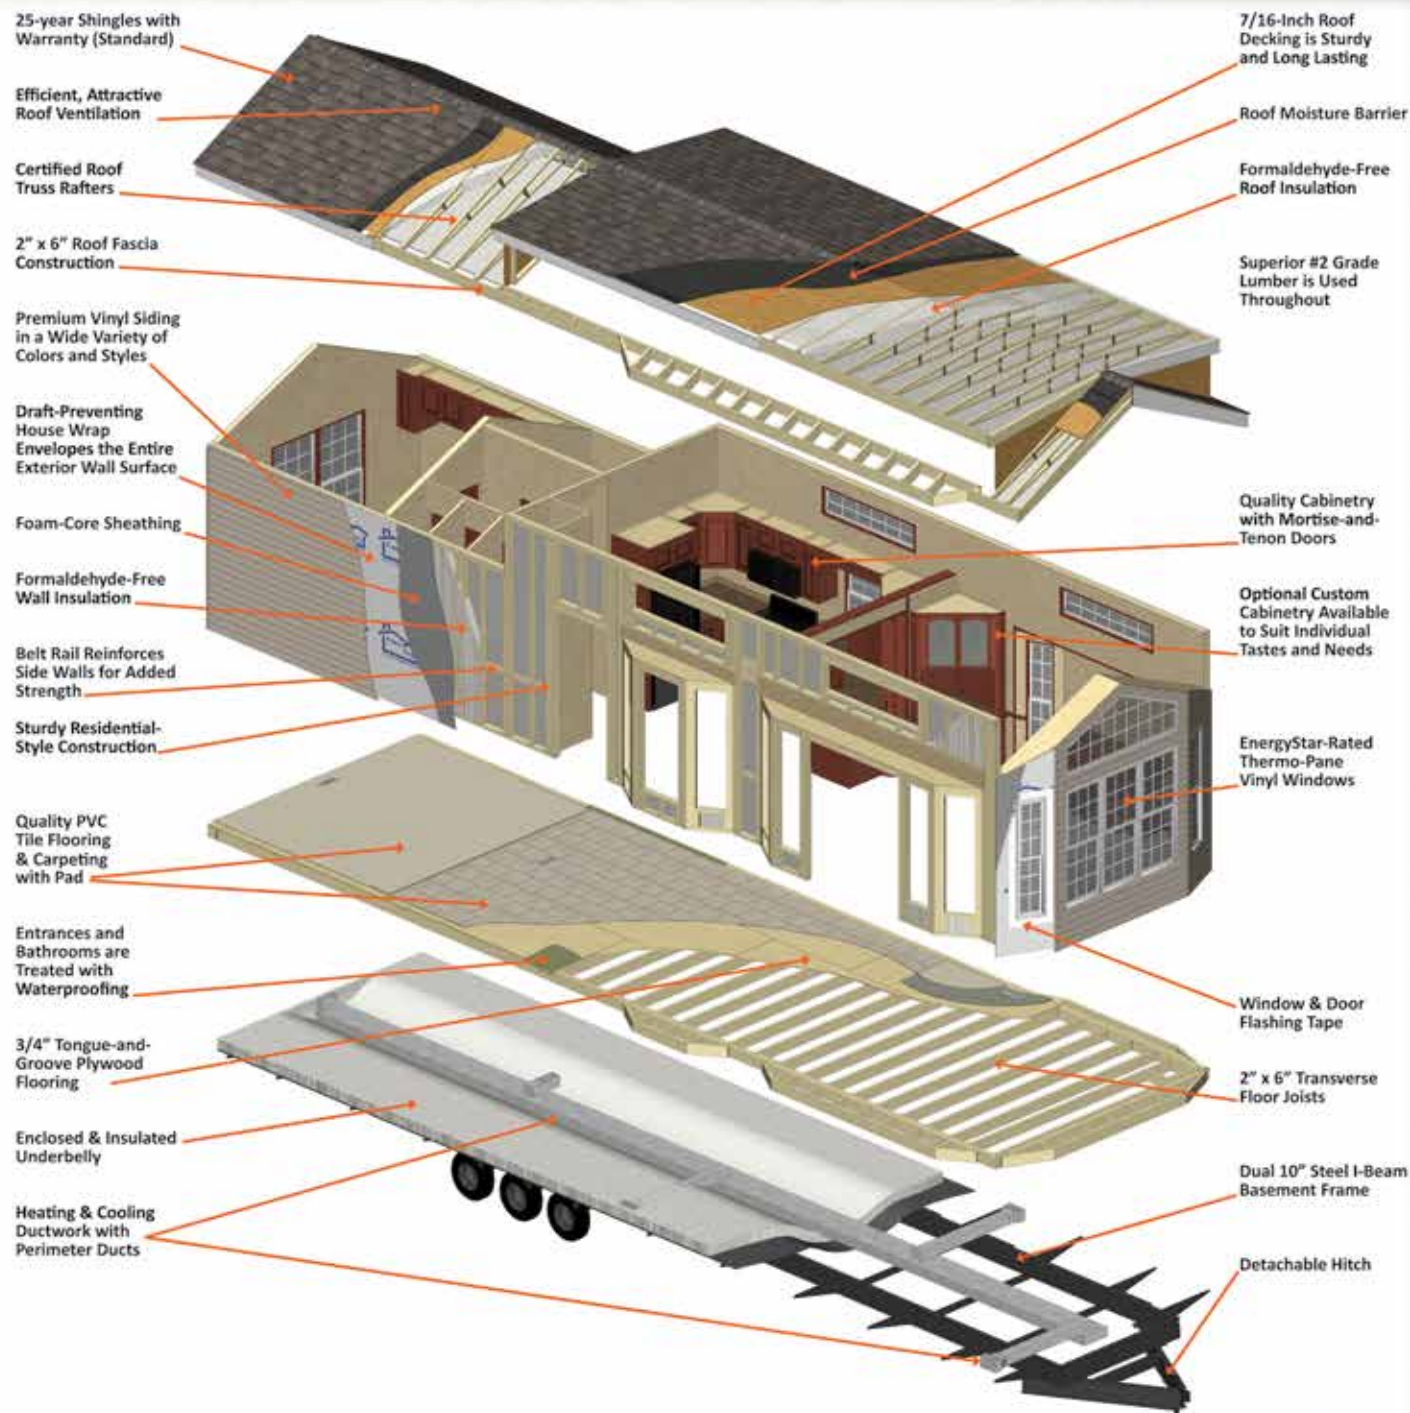 25-year Shingles with
Warranty (Standard)
Efficient, Attractive
Roof Ventilation
Certified Roof
Truss Rafters
2” x 6” Roof Fascia
Construction
Premium Vinyl Siding
in a Wide Variety of
Colors and Styles
Draft-Preventing
House Wrap
Envelopes the Entire
Exterior Wall Surface
Foam-Core Sheathing
Formaldehyde-Free
Wall Insulation
Belt Rail Reinforces
Side Walls for Added
Strength
Sturdy Residential-
Style Construction
Quality PVC
Tile Flooring
& Carpeting
with Pad
Entrances and
Bathrooms are
Treated with
Waterproofing
3/4” Tongue-and-
Groove Plywood
Flooring
Enclosed & Insulated
Underbelly
Heating & Cooling
Ductwork with
Perimeter Ducts
7/16-Inch Roof
Decking is Sturdy
and Long Lasting
Roof Moisture Barrier
Formaldehyde-Free
Roof Insulation
Superior #2 Grade
Lumber is Used
Throughout
Quality Cabinetry
with Mortise-and-
Tenon Doors
Optional Custom
Cabinetry Available
to Suit Individual
Tastes and Needs
EnergyStar-Rated
Thermo-Pane
Vinyl Windows
Window & Door
Flashing Tape
2” x 6” Transverse
Floor Joists
Dual 10” Steel I-Beam
Basement Frame
Detachable Hitch